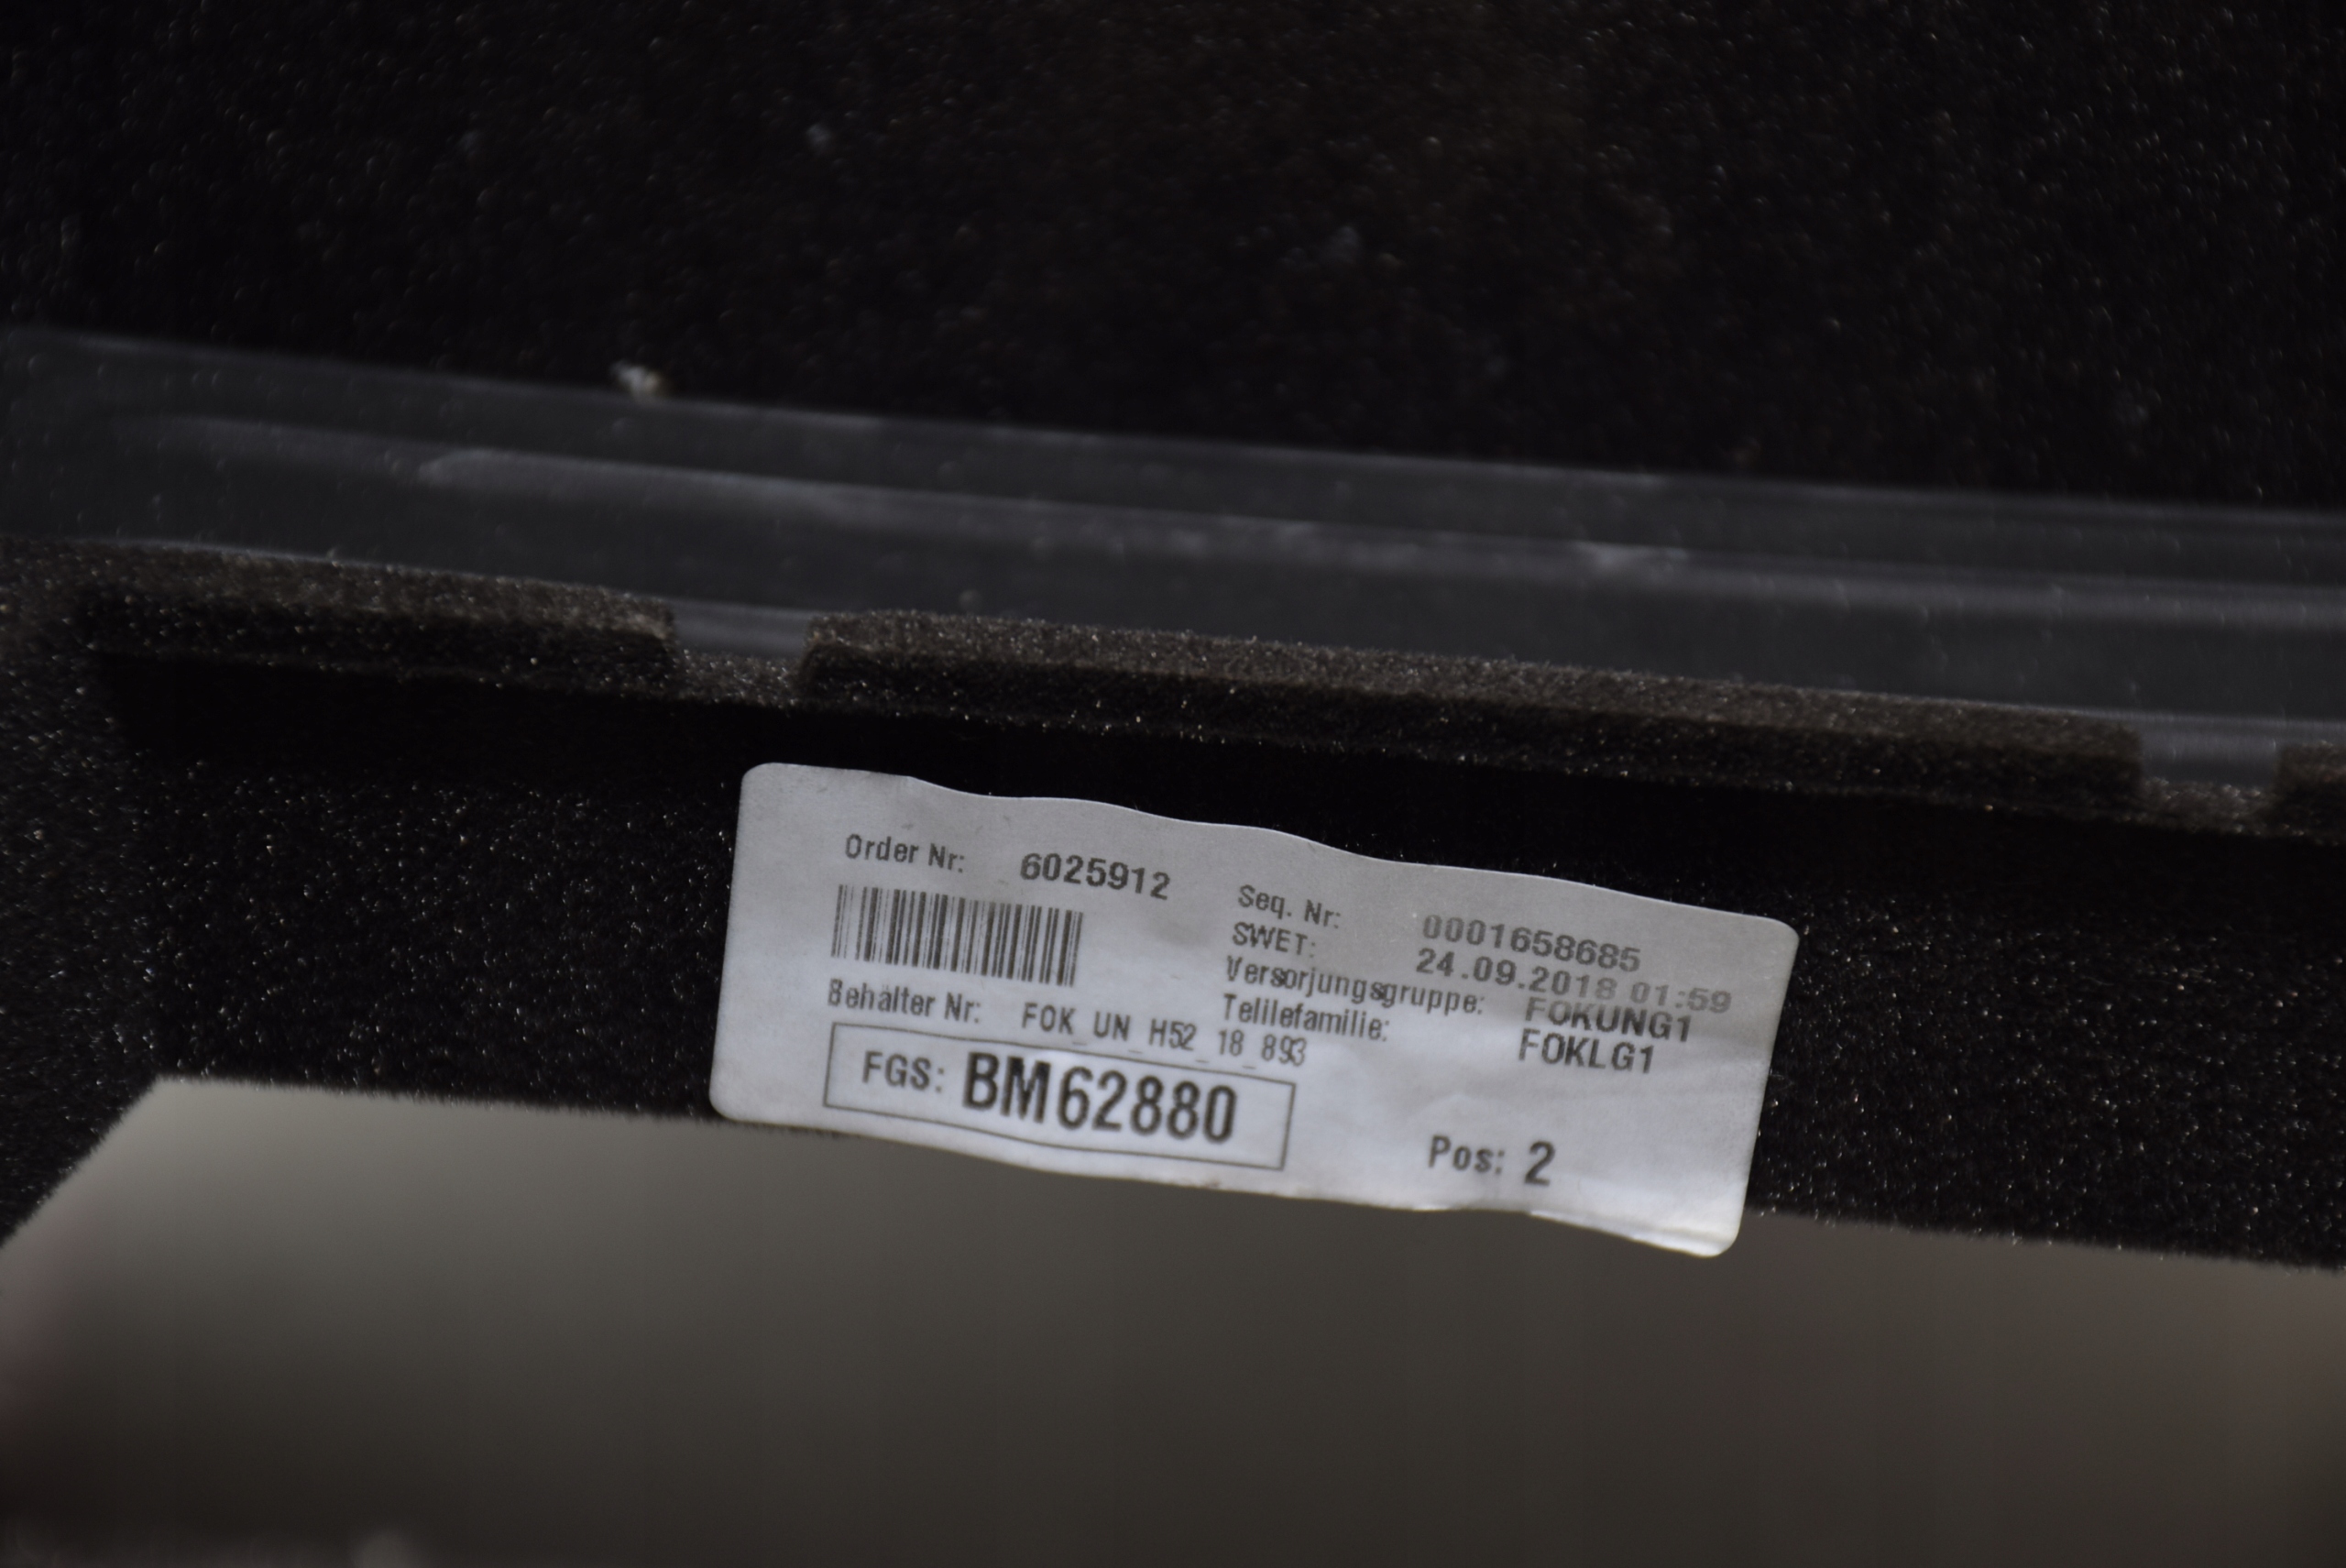 Order Nr: 6025912
Behälter Nr: FOK_UN_H52_18_893
FGS: BM62880
Seq. Nr: 0001658685
SWET: 24.09.2018 01:59
Versorjungsgruppe: FOKUNG1
Telilefamilie: FOKLG1
Pos: 2